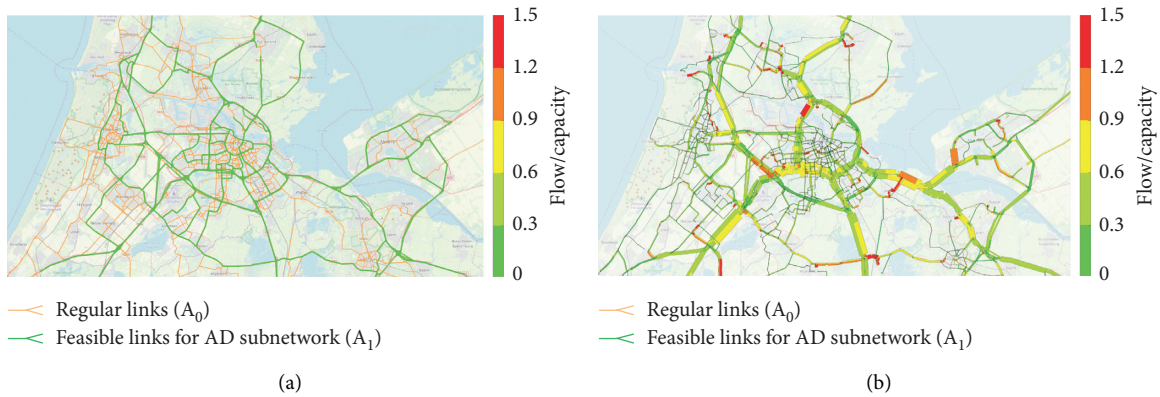 1.5
1.2
0.9
0.6
0.3
0
Flow/capacity
Regular links (A₀)
Feasible links for AD subnetwork (A₁)
(a)
1.5
1.2
0.9
0.6
0.3
0
Flow/capacity
Regular links (A₀)
Feasible links for AD subnetwork (A₁)
(b)